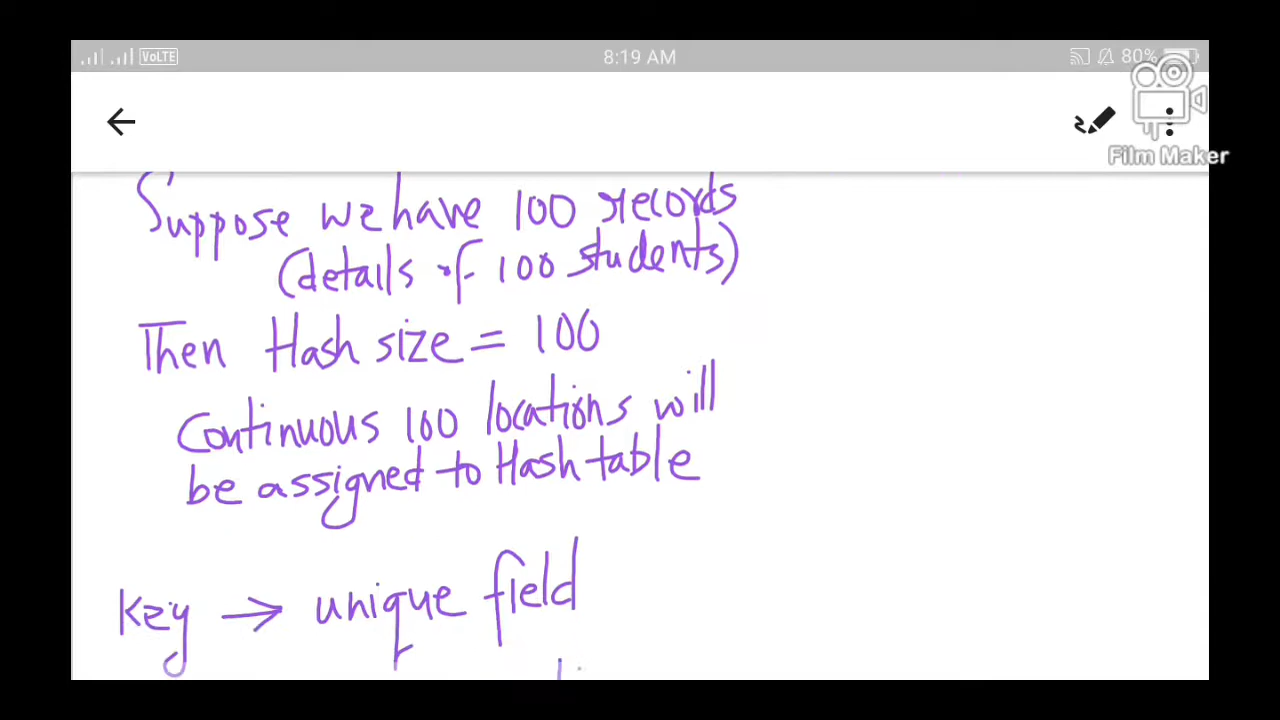 VoLTE 8:19 AM 80%
Film Maker
Suppose we have 100 records
(details of 100 students)
Then Hash size = 100
Continuous 100 locations will
be assigned to Hash table
Key → unique field